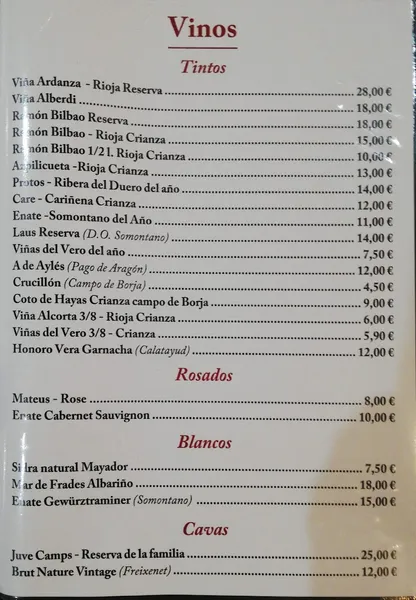 Vinos
Tintos
Viña Ardanza - Rioja Reserva 28,00 €
Viña Alberdi 18,00 €
Ramón Bilbao Reserva 18,00 €
Ramón Bilbao - Rioja Crianza 15,00 €
Ramón Bilbao 1/2 l. Rioja Crianza 10,00 €
Azpilicueta -Rioja Crianza 13,00 €
Protos - Ribera del Duero del año 14,00 €
Care - Cariñena Crianza 12,00 €
Enate -Somontano del Año 11,00 €
Laus Reserva (D.O. Somontano) 14,00 €
Viñas del Vero del año 7,50 €
A de Aylés (Pago de Aragón) 12,00 €
Crucillón (Campo de Borja) 4,50 €
Coto de Hayas Crianza campo de Borja 9,00 €
Viña Alcorta 3/8 - Rioja Crianza 6,00 €
Viñas del Vero 3/8 - Crianza 5,90 €
Honoro Vera Garnacha (Calatayud) 12,00 €
Rosados
Mateus - Rose 8,00 €
Enate Cabernet Sauvignon 10,00 €
Blancos
Sidra natural Mayador 7,50 €
Mar de Frades Albariño 18,00 €
Enate Gewürztraminer (Somontano) 15,00 €
Cavas
Juve Camps - Reserva de la familia 25,00 €
Brut Nature Vintage (Freixenet) 12,00 €